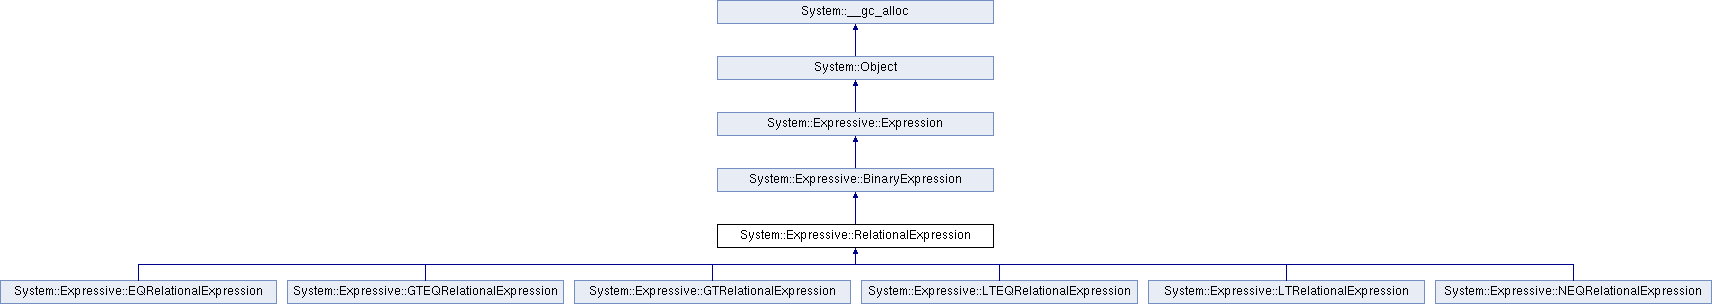 System::__gc_alloc
System::Object
System::Expressive::Expression
System::Expressive::BinaryExpression
System::Expressive::RelationalExpression
System::Expressive::EQRelationalExpression
System::Expressive::GTEQRelationalExpression
System::Expressive::GTRelationalExpression
System::Expressive::LTEQRelationalExpression
System::Expressive::LTRelationalExpression
System::Expressive::NEQRelationalExpression